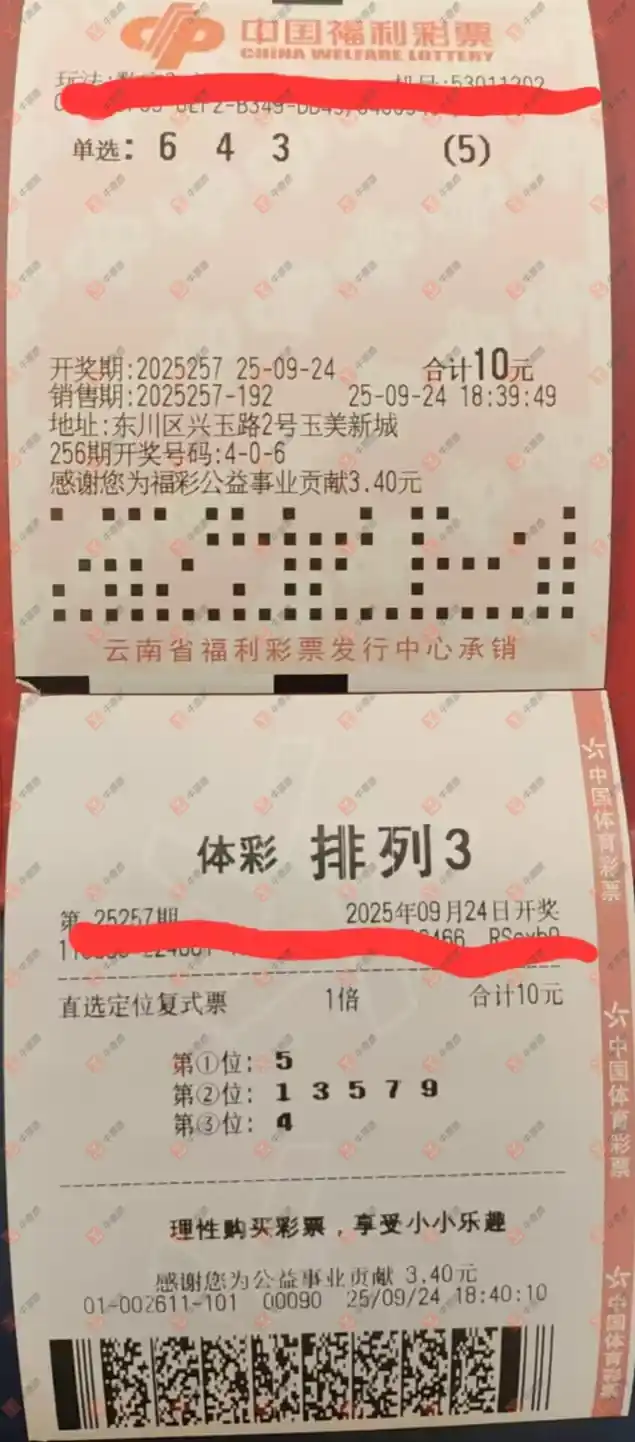 中国福利彩票
CHINA WELFARE LOTTERY
单选: 6 4 3 (5)
开奖期:2025257 25-09-24 合计10元
销售期:2025257-192 25-09-24 18:39:49
地址:东川区兴玉路2号玉美新城
256期开奖号码:4-0-6
感谢您为福彩公益事业贡献3.40元
云南省福利彩票发行中心承销
体彩 排列3
第 25257期 2025年09月24日开奖
直选定位复式票 1倍 合计10元
第①位: 5
第②位: 1 3 5 7 9
第③位: 4
理性购买彩票，享受小小乐趣
感谢您为公益事业贡献 3.40元
01-002611-101 00090 25/09/24 18:40:10
中国体育彩票
中国体育彩票